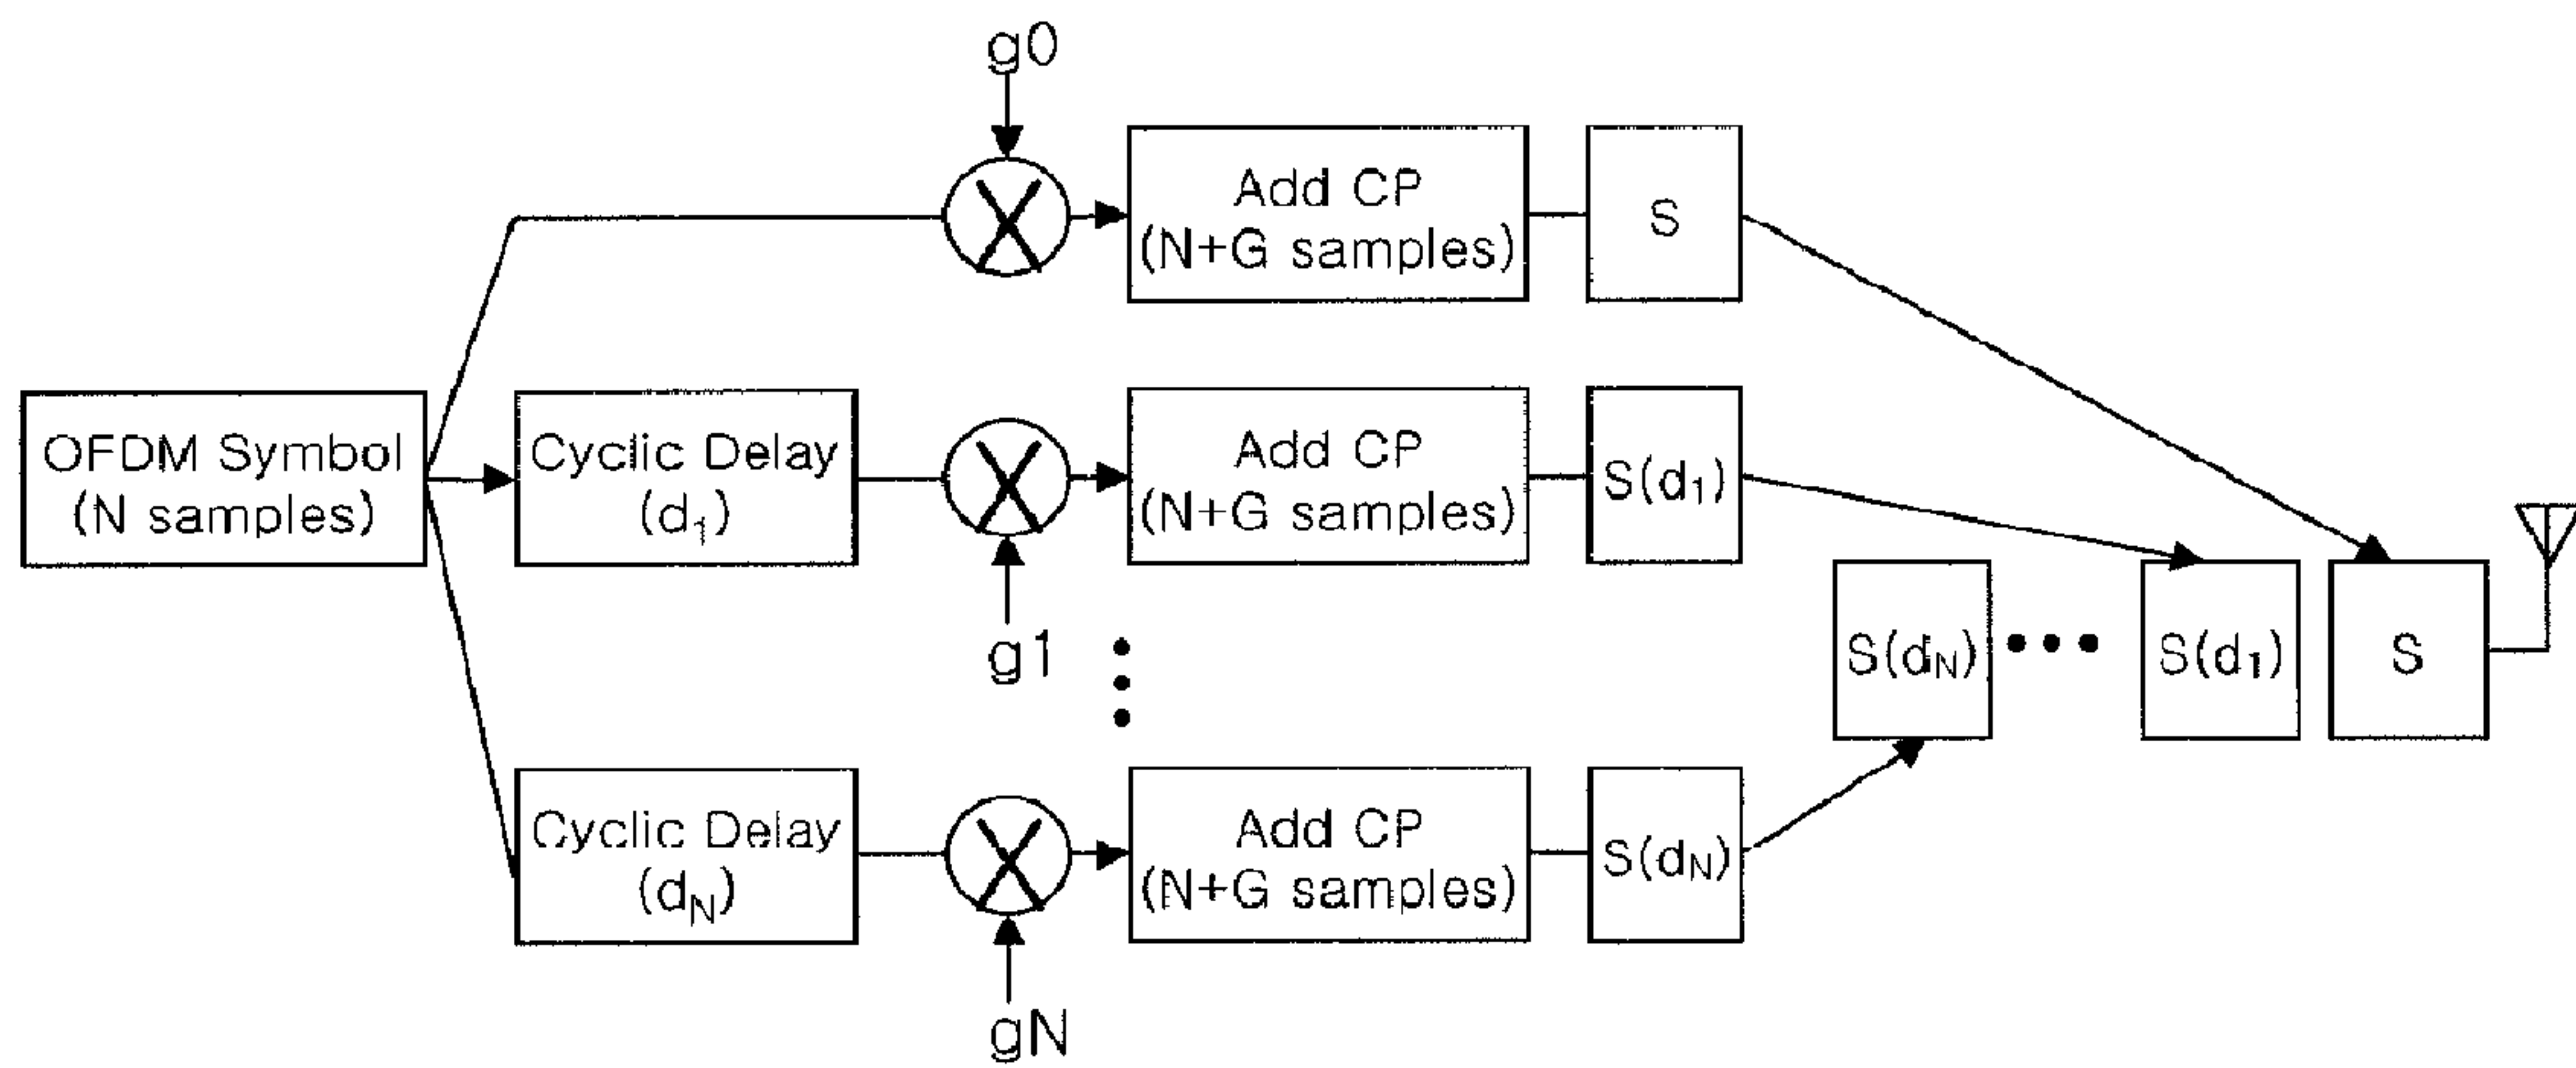 g0
Add CP
(N+G samples)
S
OFDM Symbol
(N samples)
Cyclic Delay
(d₁)
g1
Add CP
(N+G samples)
S(d₁)
S(dN)
S(d₁)
S
Cyclic Delay
(dN)
gN
Add CP
(N+G samples)
S(dN)